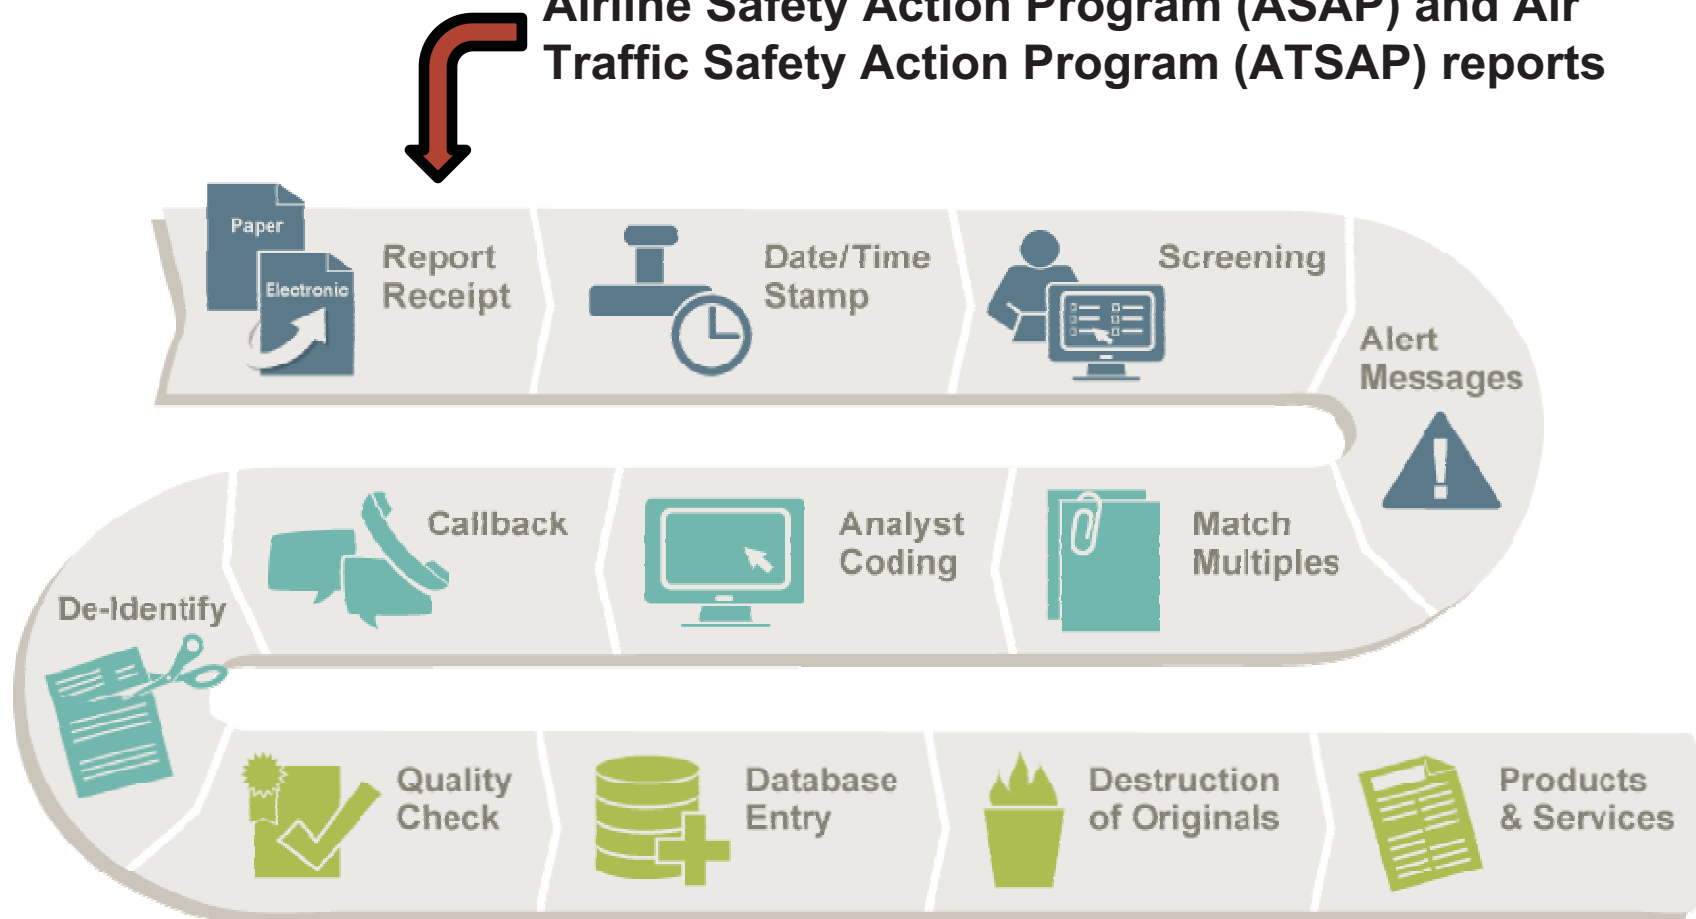 Airline Safety Action Program (ASAP) and Air
Traffic Safety Action Program (ATSAP) reports
Paper
Electronic
Report
Receipt
Date/Time
Stamp
Screening
Alert
Messages
Match
Multiples
Analyst
Coding
Callback
De-Identify
Quality
Check
Database
Entry
Destruction
of Originals
Products
& Services